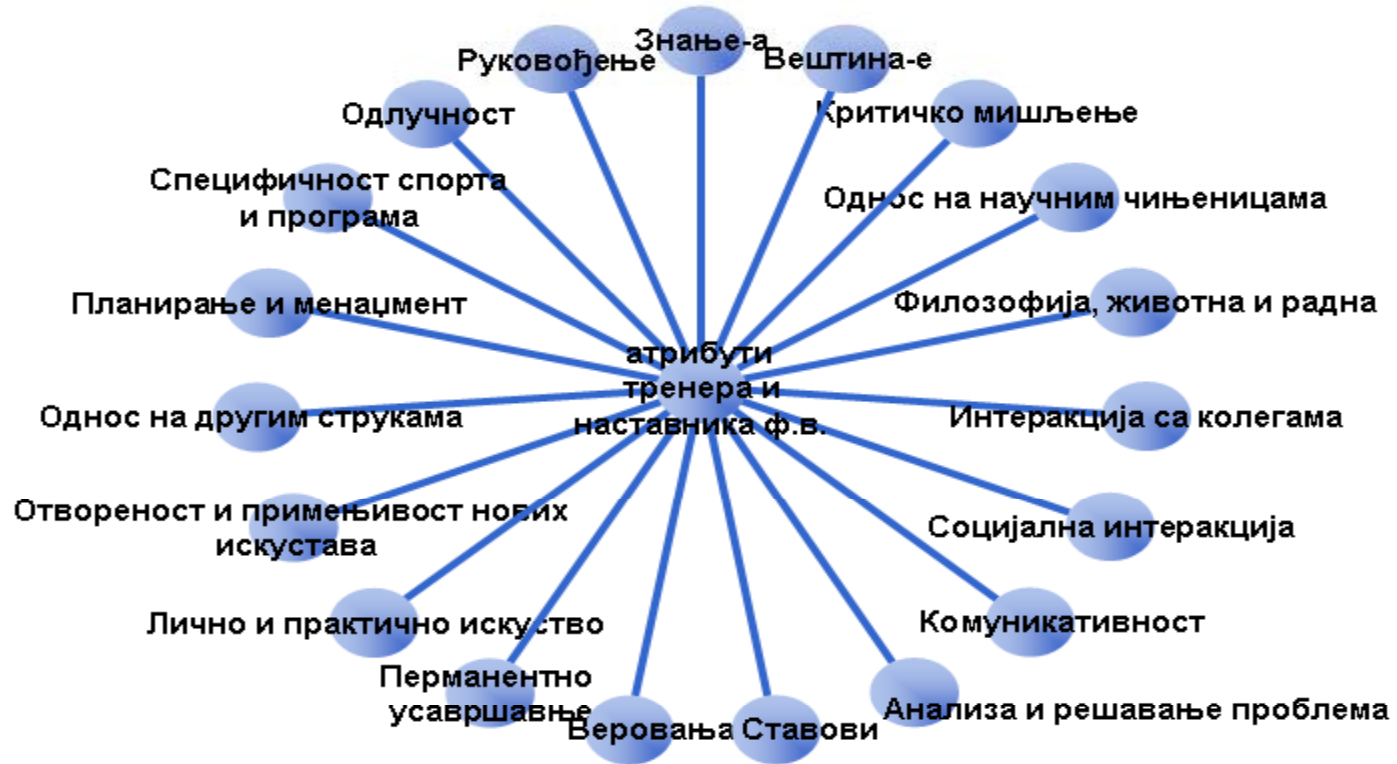 Знање-а
Руковођење
Вештина-е
Одлучност
Критичко мишљење
Специфичност спорта
и програма
Однос на научним чињеницама
Планирање и менаџмент
Филозофија, животна и радна
атрибути
тренера и
наставника ф.в.
Однос на другим струкама
Интеракција са колегама
Отвореност и примењивост нових
искустава
Социјална интеракција
Лично и практично искуство
Комуникативност
Перманентно
усавршавње
Анализа и решавање проблема
Веровања
Ставови